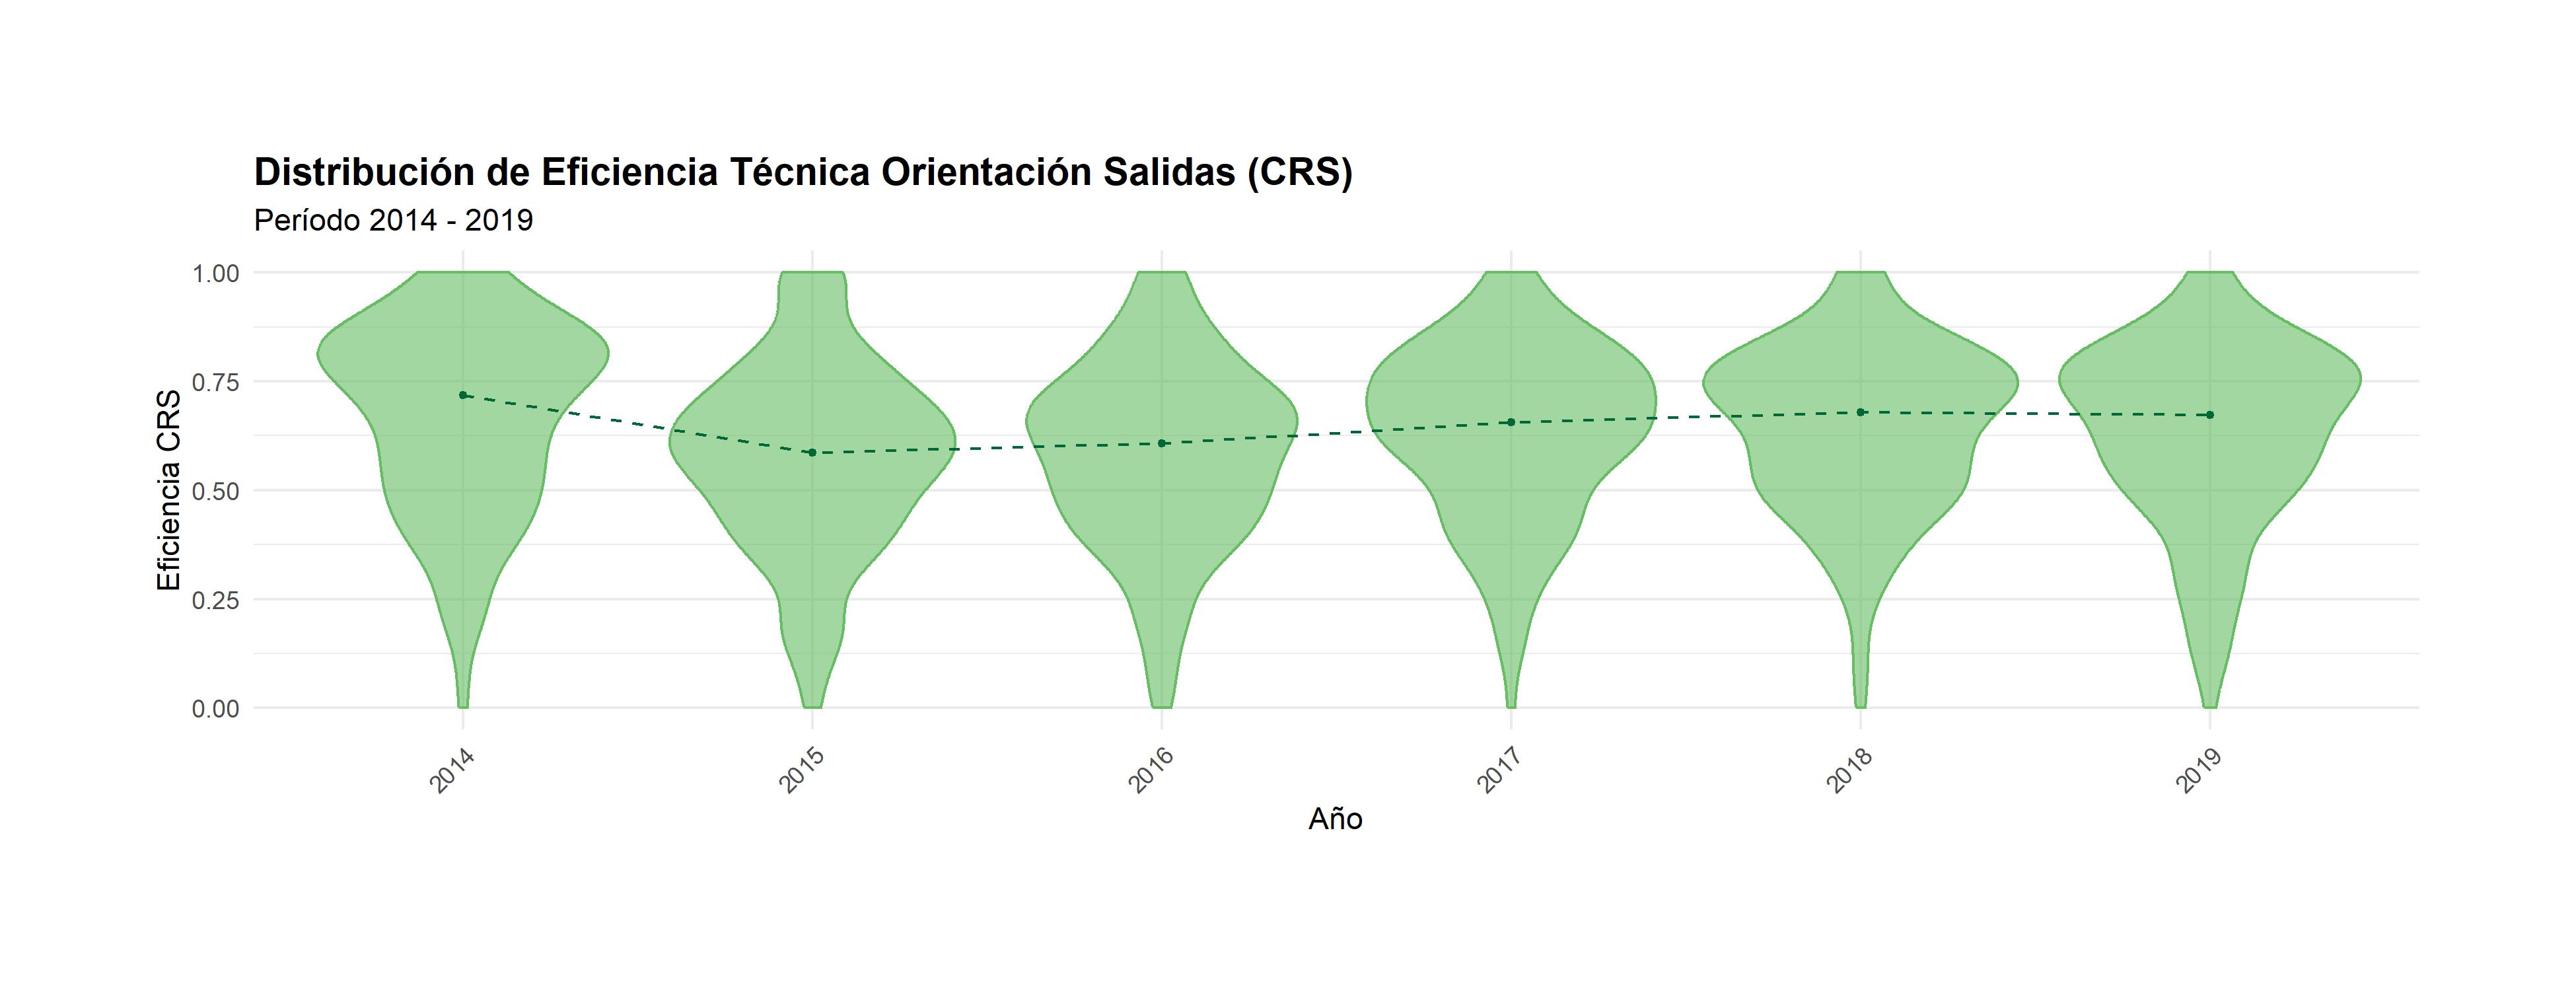 Distribución de Eficiencia Técnica Orientación Salidas (CRS)
Período 2014 - 2019
Eficiencia CRS
1.00
0.75
0.50
0.25
0.00
2014
2015
2016
2017
2018
2019
Año